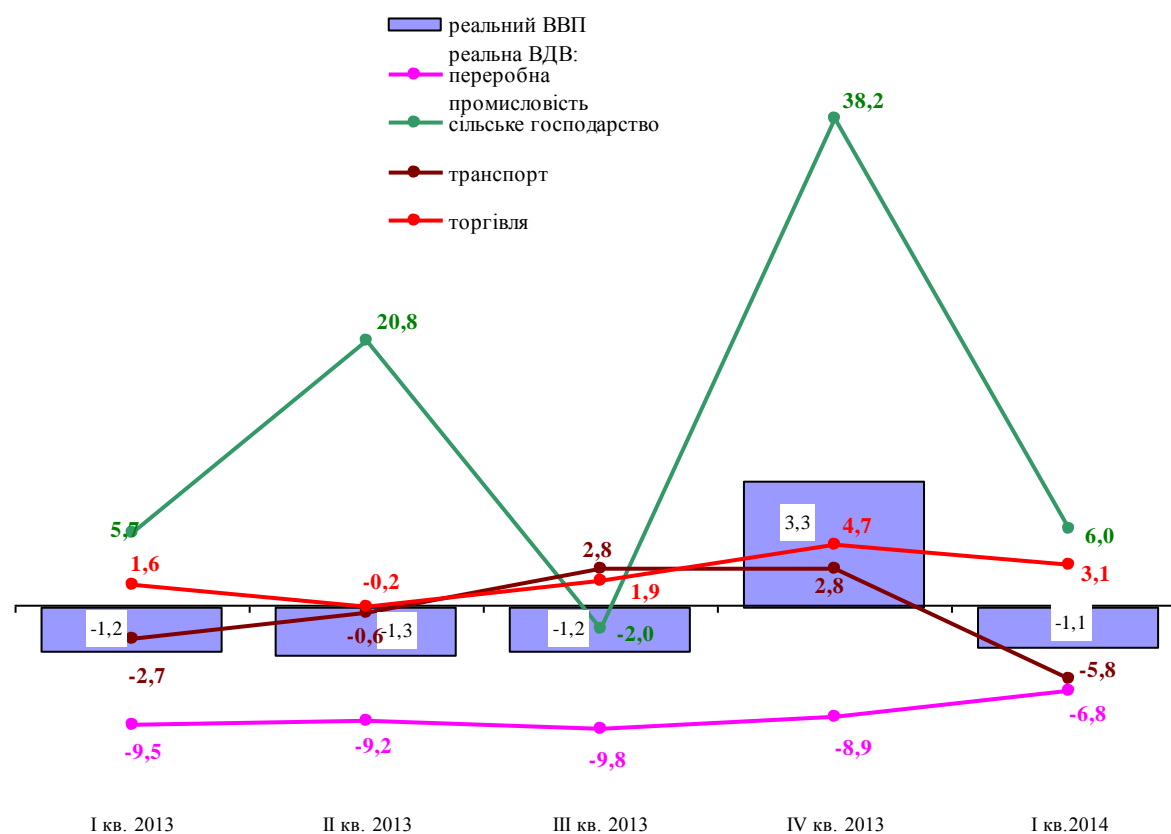 реальний ВВП
реальна ВДВ:
переробна
промисловість
сільське господарство
транспорт
торгівля
38,2
20,8
5,7
1,6
-0,2
2,8
1,9
3,3
4,7
2,8
6,0
3,1
-1,2
-0,6
-1,3
-1,2
-2,0
-1,1
-2,7
-5,8
-9,5
-9,2
-9,8
-8,9
-6,8
I кв. 2013
II кв. 2013
III кв. 2013
IV кв. 2013
I кв.2014